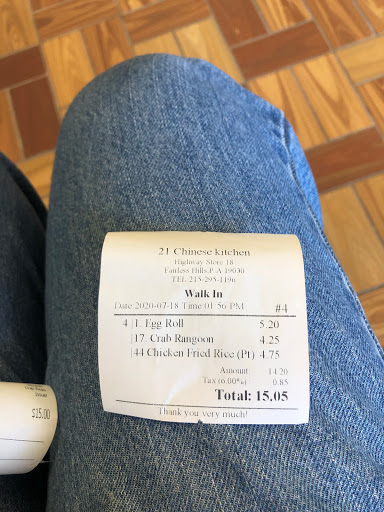 21 Chinese kitchen
Highway Store 18
Fairless Hills,P.A 19030
TEL 215-295-1196
Walk In
Date 2020-07-18 Time:01:56 PM #4
4 1. Egg Roll 5.20
17. Crab Rangoon 4.25
44 Chicken Fried Rice (Pt) 4.75
Amount 14.20
Tax (6.00%) 0.85
Total: 15.05
Thank you very much!
$15.00